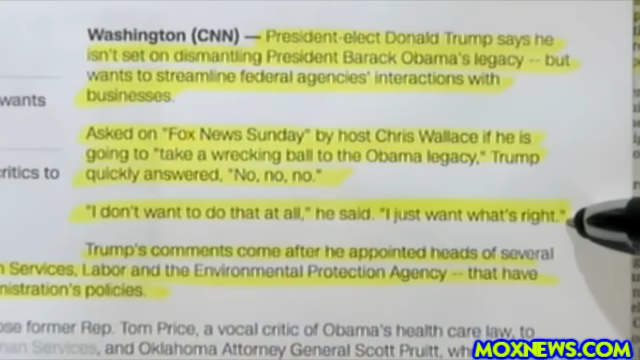 Washington (CNN) — President-elect Donald Trump says he
isn't set on dismantling President Barack Obama's legacy -- but
wants to streamline federal agencies' interactions with
businesses.
wants
Asked on "Fox News Sunday" by host Chris Wallace if he is
going to "take a wrecking ball to the Obama legacy," Trump
ritics to
quickly answered, "No, no, no."
"I don't want to do that at all," he said. "I just want what's right."
Trump's comments come after he appointed heads of several
Services, Labor and the Environmental Protection Agency -- that have
nistration's policies.
ose former Rep. Tom Price, a vocal critic of Obama's health care law, to
man Services, and Oklahoma Attorney General Scott Pruitt, wh
MOXNEWS.COM